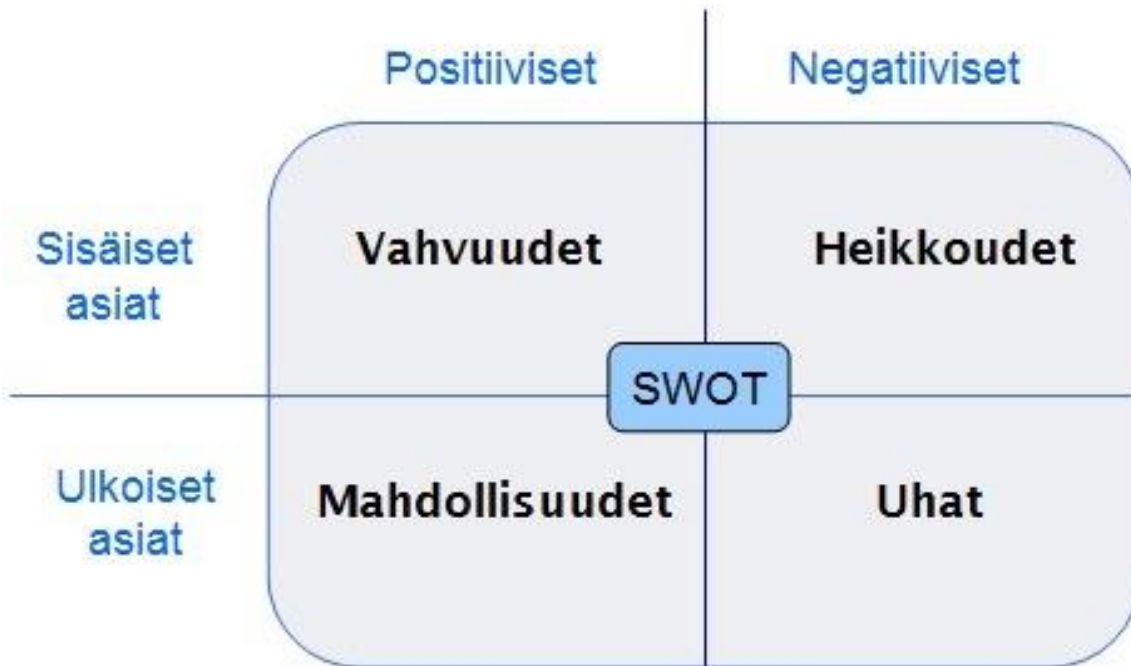 Positiiviset
Negatiiviset
Sisäiset
asiat
Vahvuudet
Heikkoudet
SWOT
Ulkoiset
asiat
Mahdollisuudet
Uhat